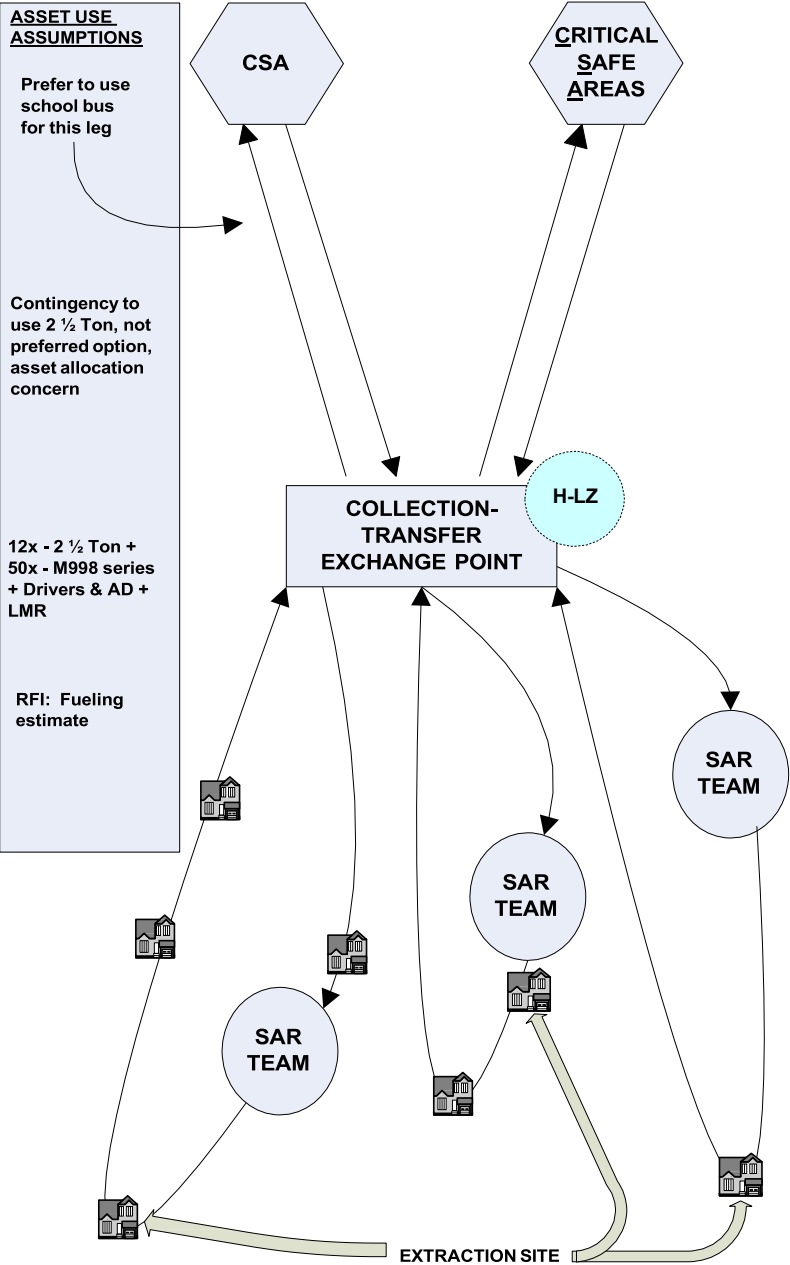 ASSET USE
ASSUMPTIONS
Prefer to use
school bus
for this leg
Contingency to
use 2 ½ Ton, not
preferred option,
asset allocation
concern
12x - 2 ½ Ton +
50x - M998 series
+ Drivers & AD +
LMR
RFI: Fueling
estimate
CSA
CRITICAL
SAFE
AREAS
COLLECTION-
TRANSFER
EXCHANGE POINT
H-LZ
SAR
TEAM
SAR
TEAM
SAR
TEAM
EXTRACTION SITE